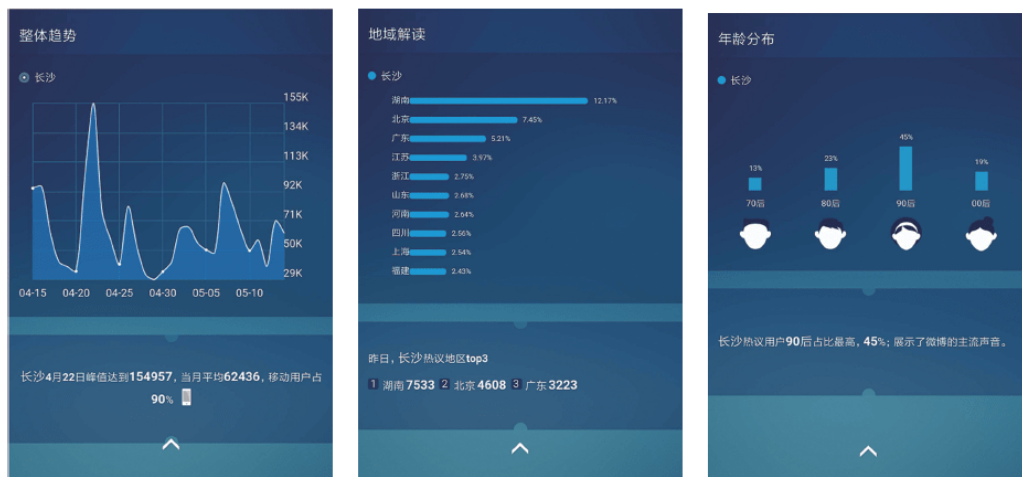 整体趋势
长沙
155K
134K
113K
92K
71K
50K
29K
04-15 04-20 04-25 04-30 05-05 05-10
长沙4月22日峰值达到154957，当月平均62436，移动用户占
90%
地域解读
长沙
湖南 12.17%
北京 7.45%
广东 5.21%
江苏 3.97%
浙江 2.75%
山东 2.68%
河南 2.64%
四川 2.56%
上海 2.54%
福建 2.43%
昨日，长沙热议地区top3
1 湖南 7533 2 北京 4608 3 广东 3223
年龄分布
长沙
13% 23% 45% 19%
70后 80后 90后 00后
长沙热议用户90后占比最高，45%；展示了微博的主流声音。